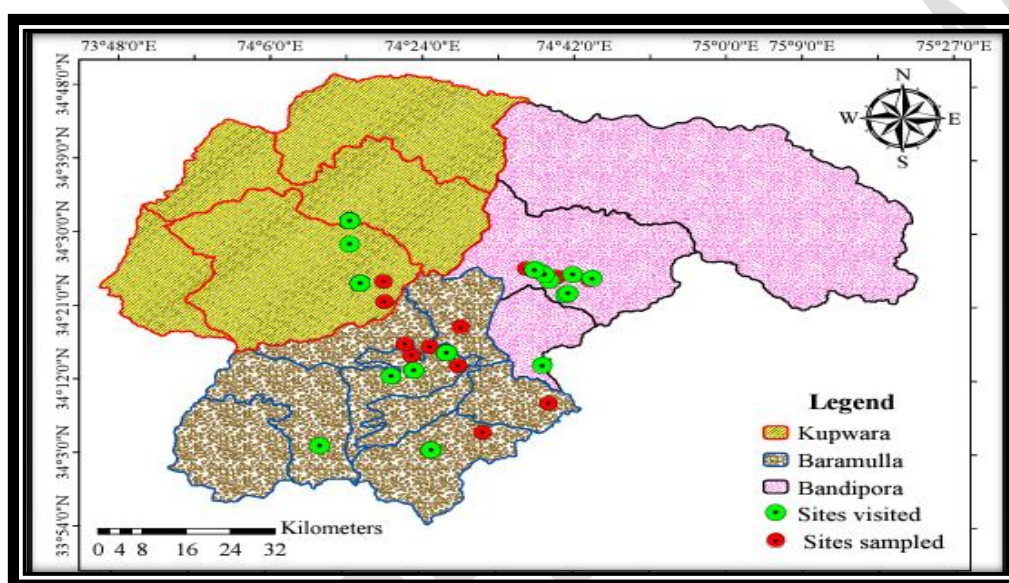 73°48'0"E 74°6'0"E 74°24'0"E 74°42'0"E 75°0'0"E 75°9'0"E 75°27'0"E
34°48'0"N
34°39'0"N
34°30'0"N
34°21'0"N
34°12'0"N
34°3'0"N
33°54'0"N
N
W E
S
Legend
Kupwara
Baramulla
Bandipora
Sites visited
Sites sampled
Kilometers
0 4 8 16 24 32